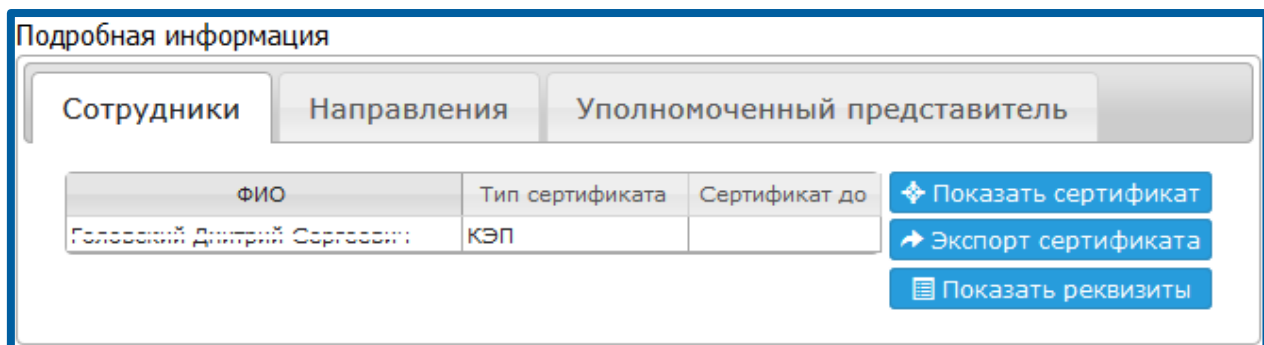 Подробная информация
Сотрудники Направления Уполномоченный представитель
ФИО Тип сертификата Сертификат до Показать сертификат
КЭП Экспорт сертификата
Показать реквизиты